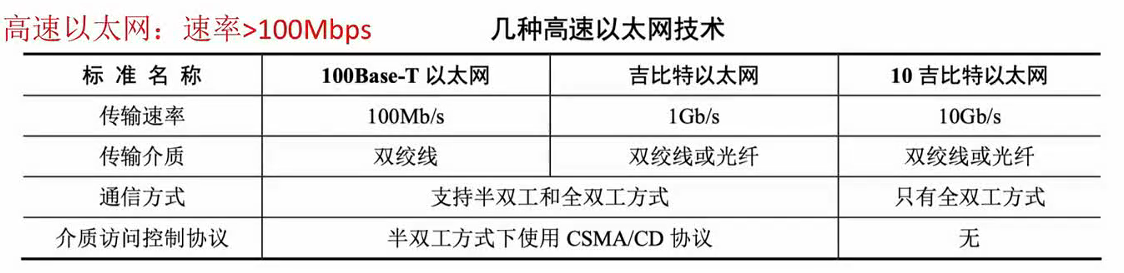 高速以太网：速率>100Mbps
几种高速以太网技术
标 准 名 称 100Base-T 以太网 吉比特以太网 10 吉比特以太网
传输速率 100Mb/s 1Gb/s 10Gb/s
传输介质 双绞线 双绞线或光纤 双绞线或光纤
通信方式 支持半双工和全双工方式 只有全双工方式
介质访问控制协议 半双工方式下使用 CSMA/CD 协议 无